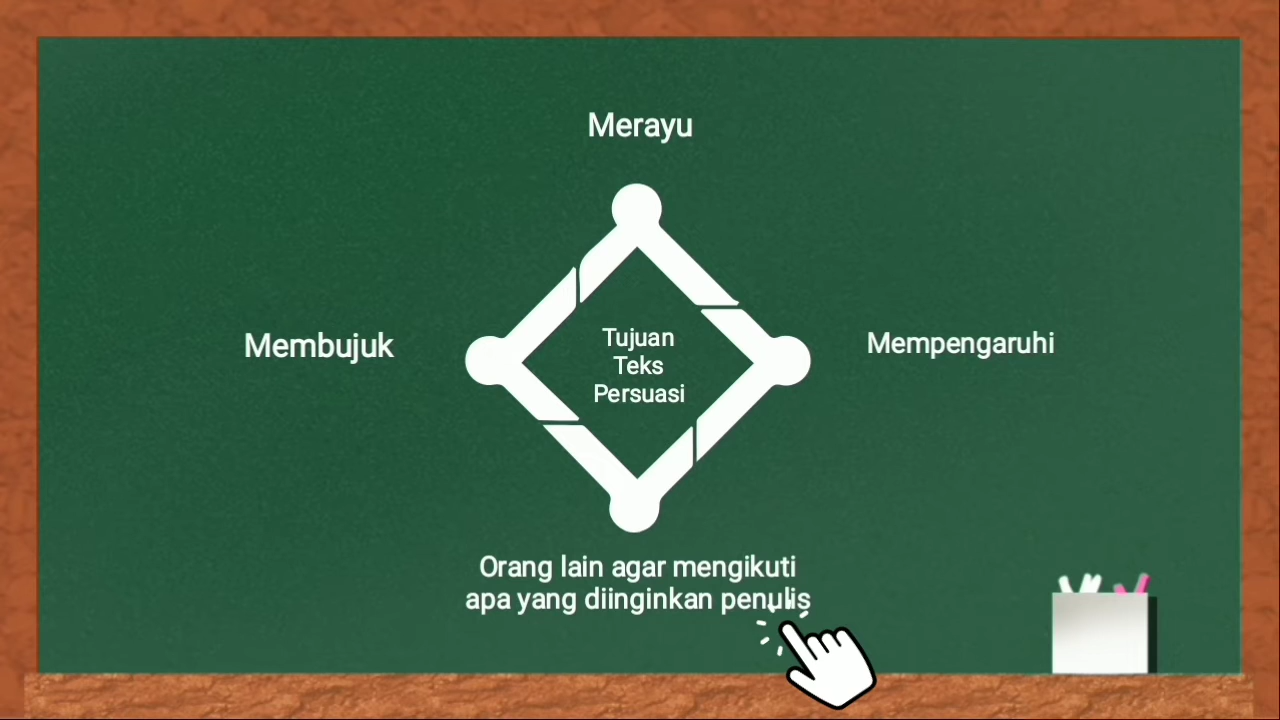 Merayu
Membujuk
Tujuan
Teks
Persuasi
Mempengaruhi
Orang lain agar mengikuti
apa yang diinginkan penulis